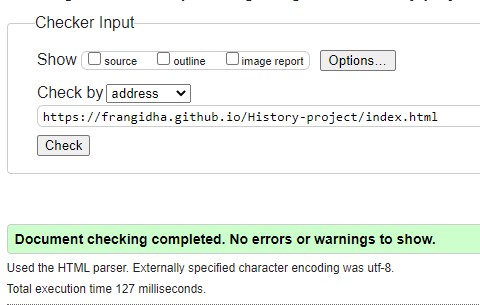 Checker Input
Show source outline image report Options...
Check by address
https://frangidha.github.io/History-project/index.html
Check
Document checking completed. No errors or warnings to show.
Used the HTML parser. Externally specified character encoding was utf-8.
Total execution time 127 milliseconds.